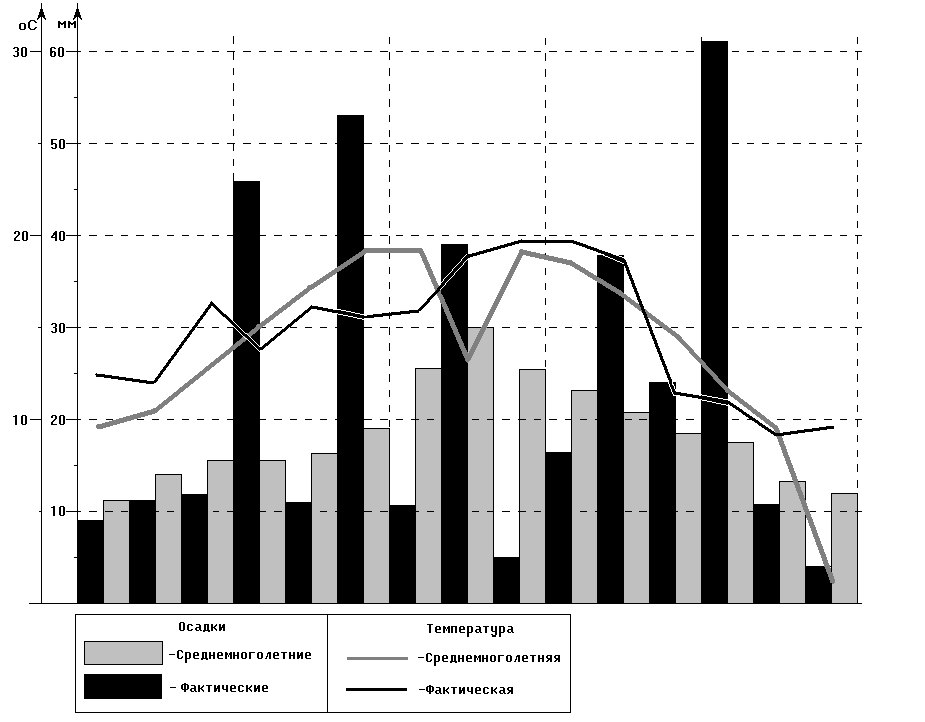 оС мм
30 60
50
20 40
30
10 20
10
Осадки
-Среднемноголетние
- Фактические
Температура
-Среднемноголетняя
-Фактическая